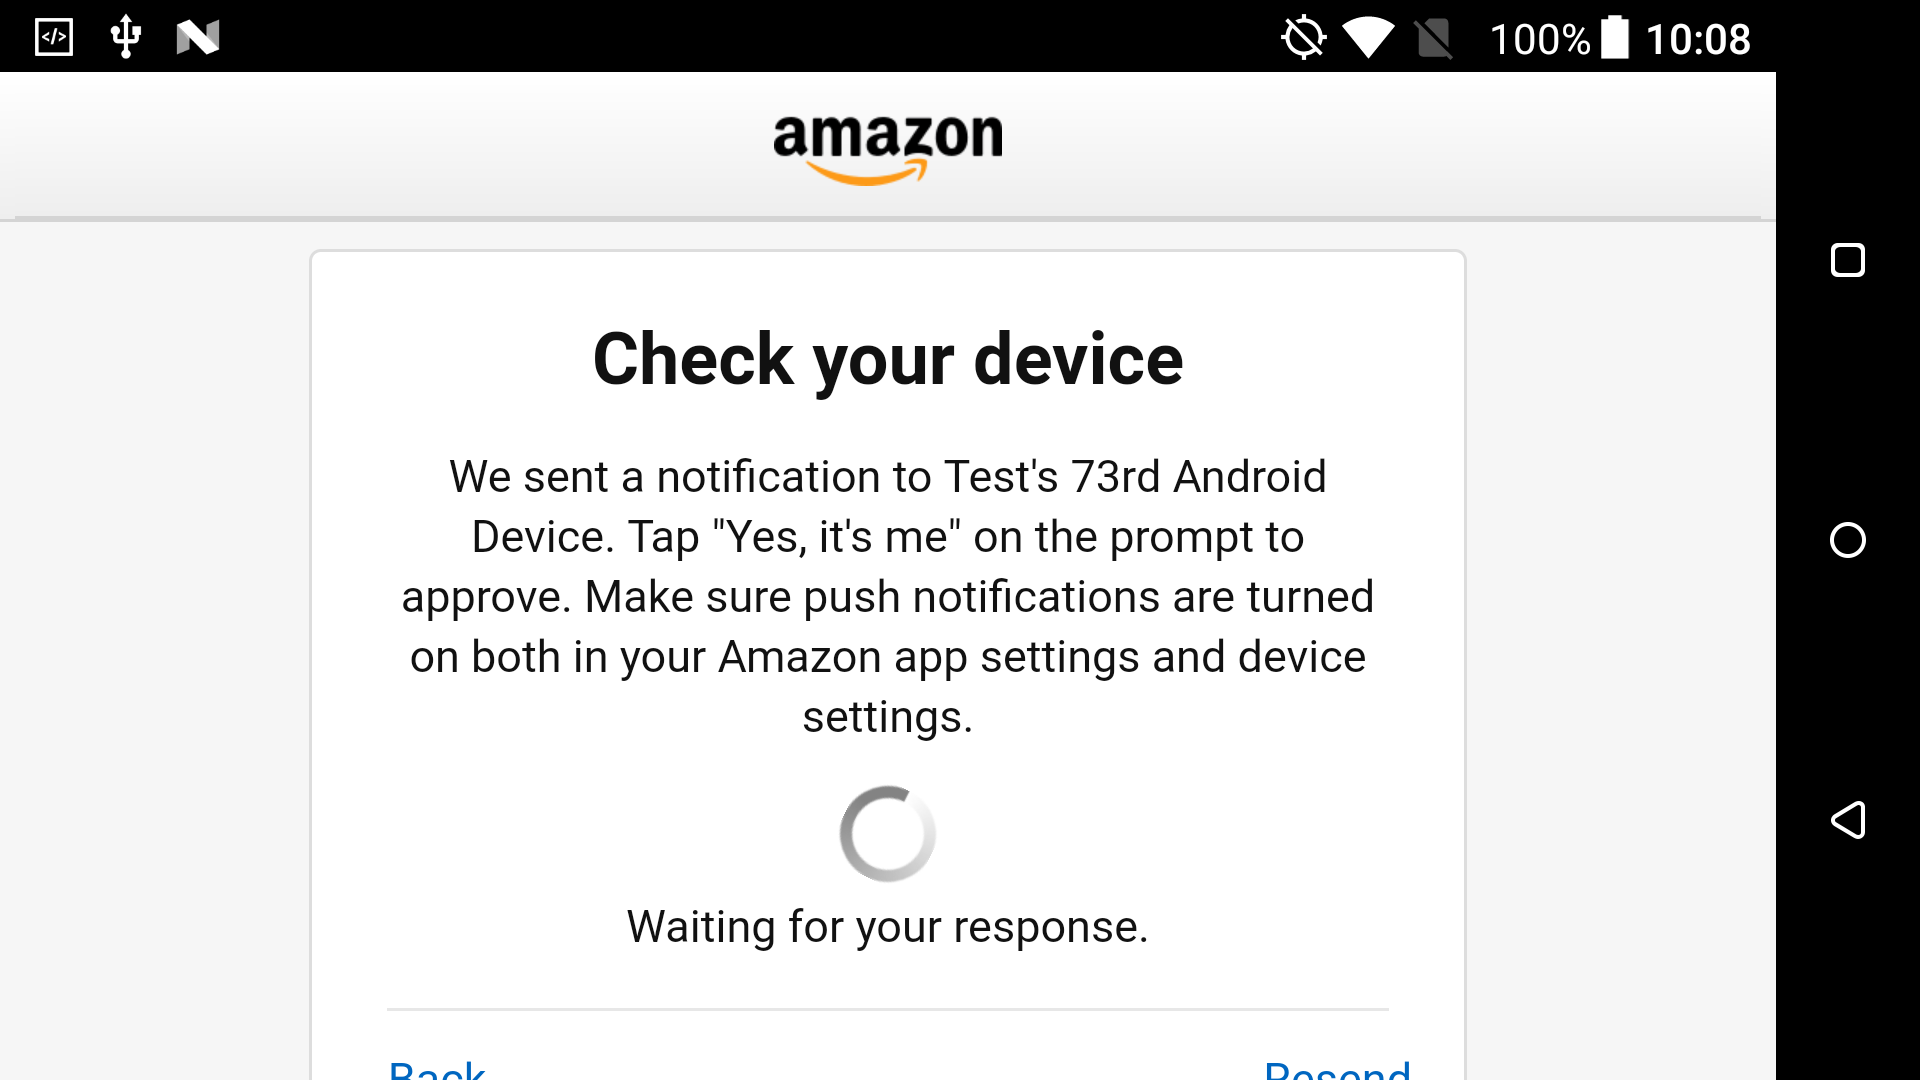 100% 10:08
amazon
Check your device
We sent a notification to Test's 73rd Android
Device. Tap "Yes, it's me" on the prompt to
approve. Make sure push notifications are turned
on both in your Amazon app settings and device
settings.
Waiting for your response.
Back Resend